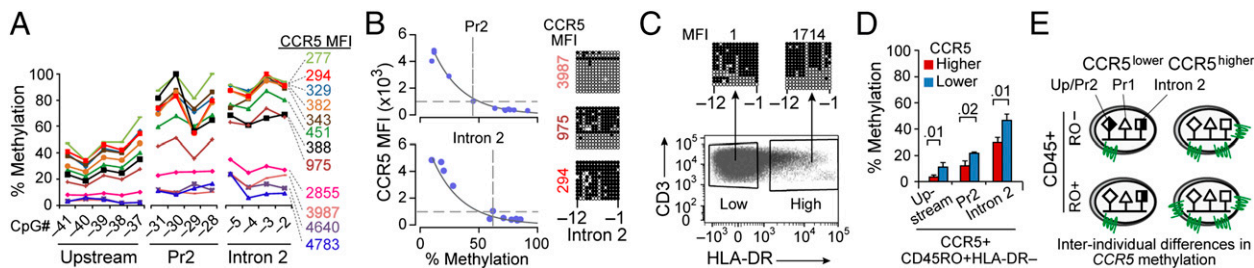 A
CCR5 MFI
277
294
329
382
343
451
388
975
2855
3987
4640
4783
% Methylation
100
80
60
40
20
0
CpG#
−41 −40 −39 −38 −37
−31 −30 −29 −28
−5 −4 −3 −2
Upstream Pr2 Intron 2
B
Pr2
CCR5 MFI (x10³)
6
4
3
1
0
Intron 2
6
4
3
1
0
0 20 40 60 80 100
% Methylation
CCR5
MFI
3987
975
294
−12 −1
Intron 2
C
MFI 1 1714
−12 −1 −12 −1
CD3
10⁵
10⁴
10³
Low High
−10³ 0 10³ 10⁴ 10⁵
HLA-DR
D
CCR5
Higher
Lower
% Methylation
100
80
60
40
20
0
.01
.02
.01
Up-
stream
Pr2
Intron 2
CCR5+
CD45RO+HLA-DR−
E
CCR5lower CCR5higher
Up/Pr2 Pr1 Intron 2
CD45+
RO−
RO+
Inter-individual differences in
CCR5 methylation